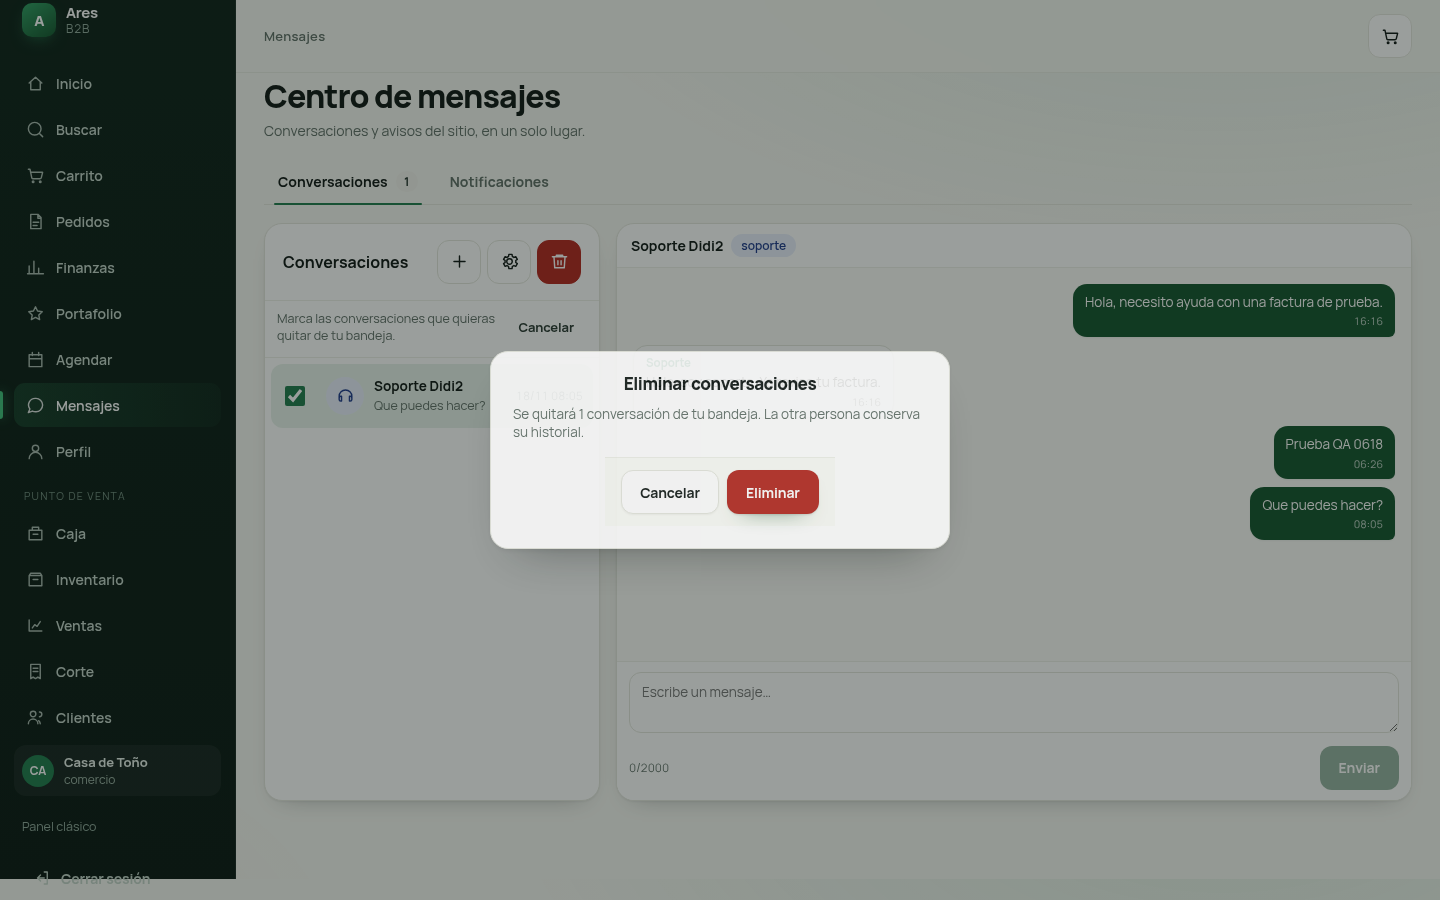 A
Ares
B2B
Inicio
Buscar
Carrito
Pedidos
Finanzas
Portafolio
Agendar
Mensajes
Perfil
PUNTO DE VENTA
Caja
Inventario
Ventas
Corte
Clientes
CA
Casa de Toño
comercio
Panel clásico
Cerrar sesión
Mensajes
Centro de mensajes
Conversaciones y avisos del sitio, en un solo lugar.
Conversaciones 1
Notificaciones
Conversaciones
Marca las conversaciones que quieras
quitar de tu bandeja.
Cancelar
Soporte Didi2
Que puedes hacer?
Soporte Didi2 soporte
Hola, necesito ayuda con una factura de prueba.
16:16
Soporte
tu factura.
16:16
Prueba QA 0618
06:26
Que puedes hacer?
08:05
Escribe un mensaje...
0/2000
Enviar
Eliminar conversaciones
Se quitará 1 conversación de tu bandeja. La otra persona conserva
su historial.
Cancelar
Eliminar